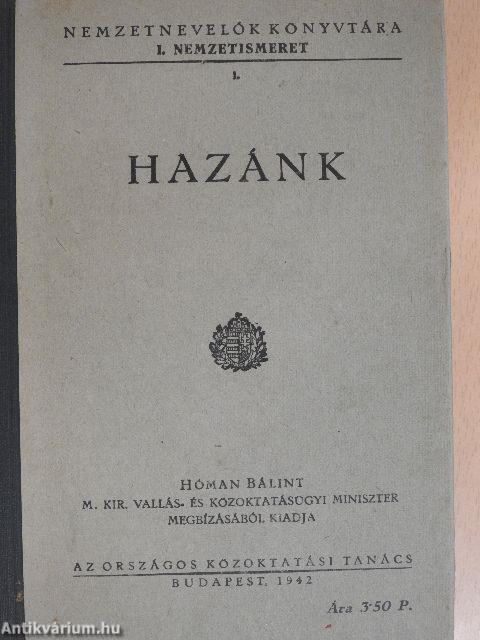 NEMZETNEVELŐK KÖNYVTÁRA
I. NEMZETISMERET
1.
HAZÁNK
HÓMAN BÁLINT
M. KIR. VALLÁS- ÉS KÖZOKTATÁSÜGYI MINISZTER
MEGBÍZÁSÁBÓL KIADJA
AZ ORSZÁGOS KÖZOKTATÁSI TANÁCS
BUDAPEST, 1942
Ára 3·50 P.
Antikvárium.hu